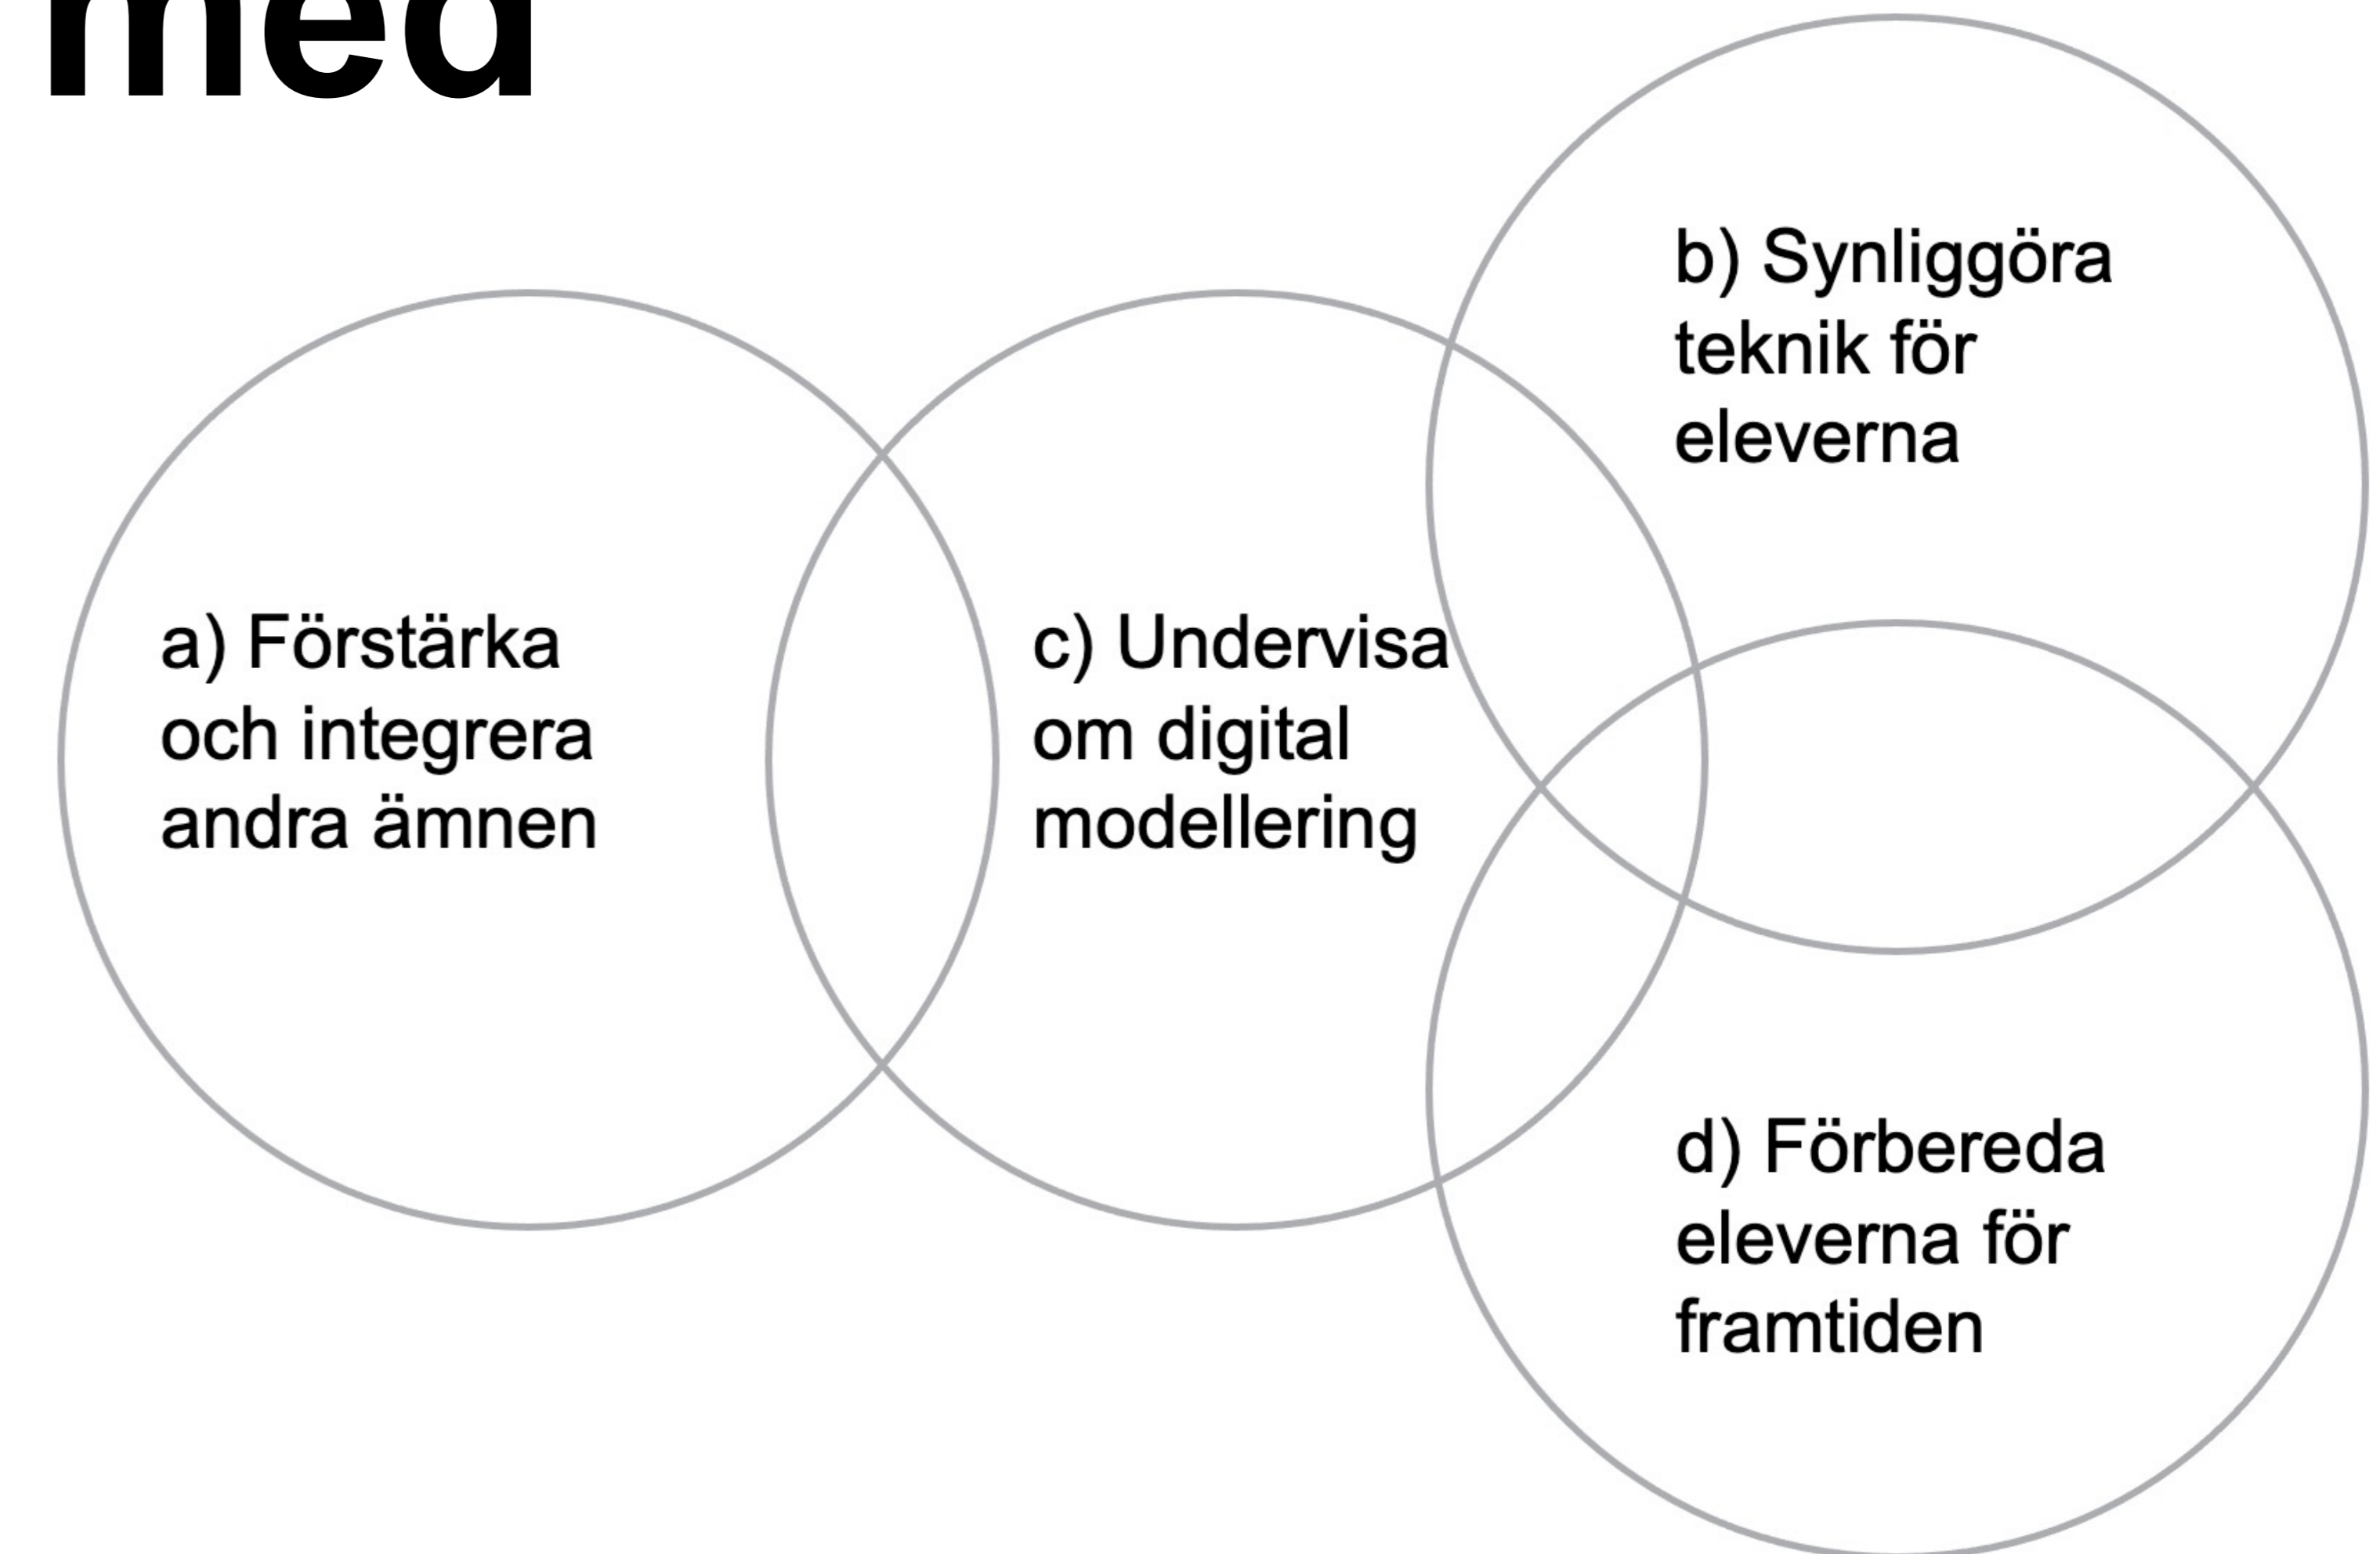 med
b) Synliggöra
teknik för
eleverna
a) Förstärka
och integrera
andra ämnen
c) Undervisa
om digital
modellering
d) Förbereda
eleverna för
framtiden